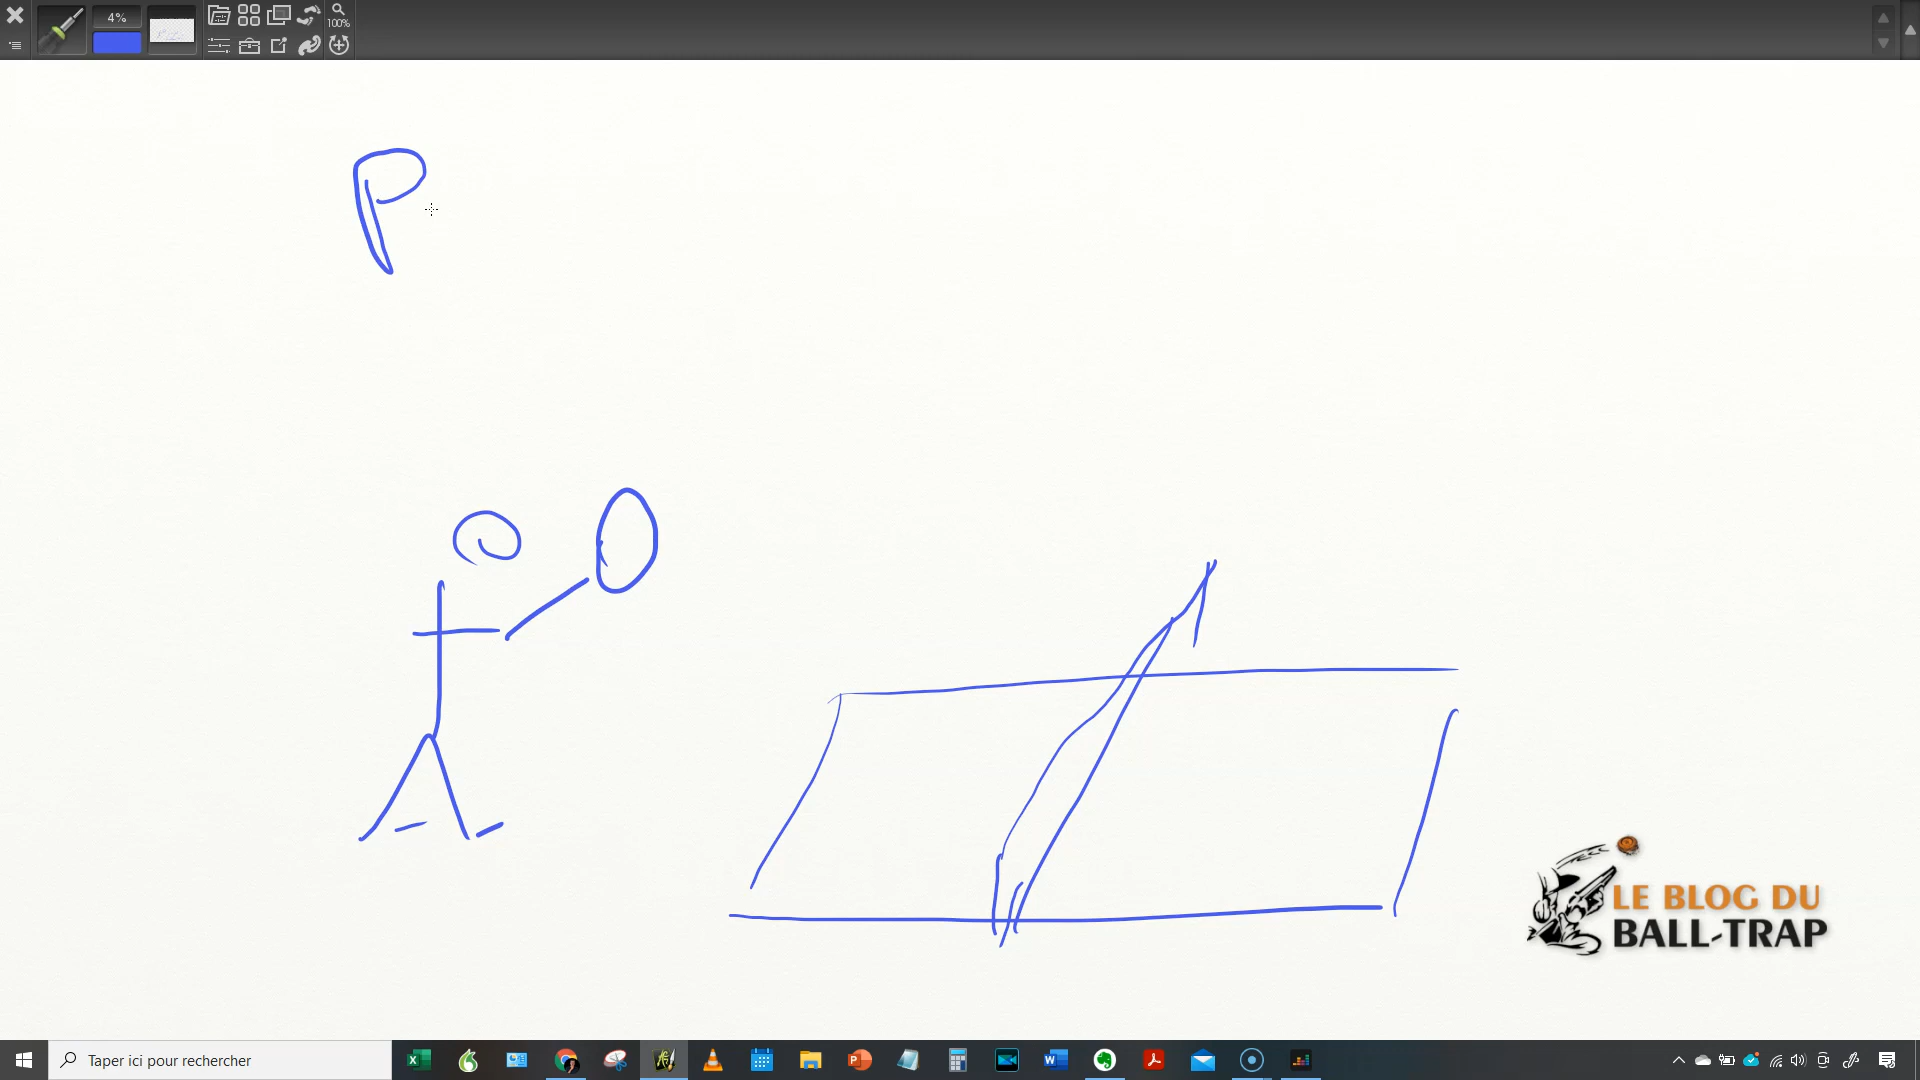 4%
100%
P
LE BLOG DU
BALL-TRAP
Taper ici pour rechercher